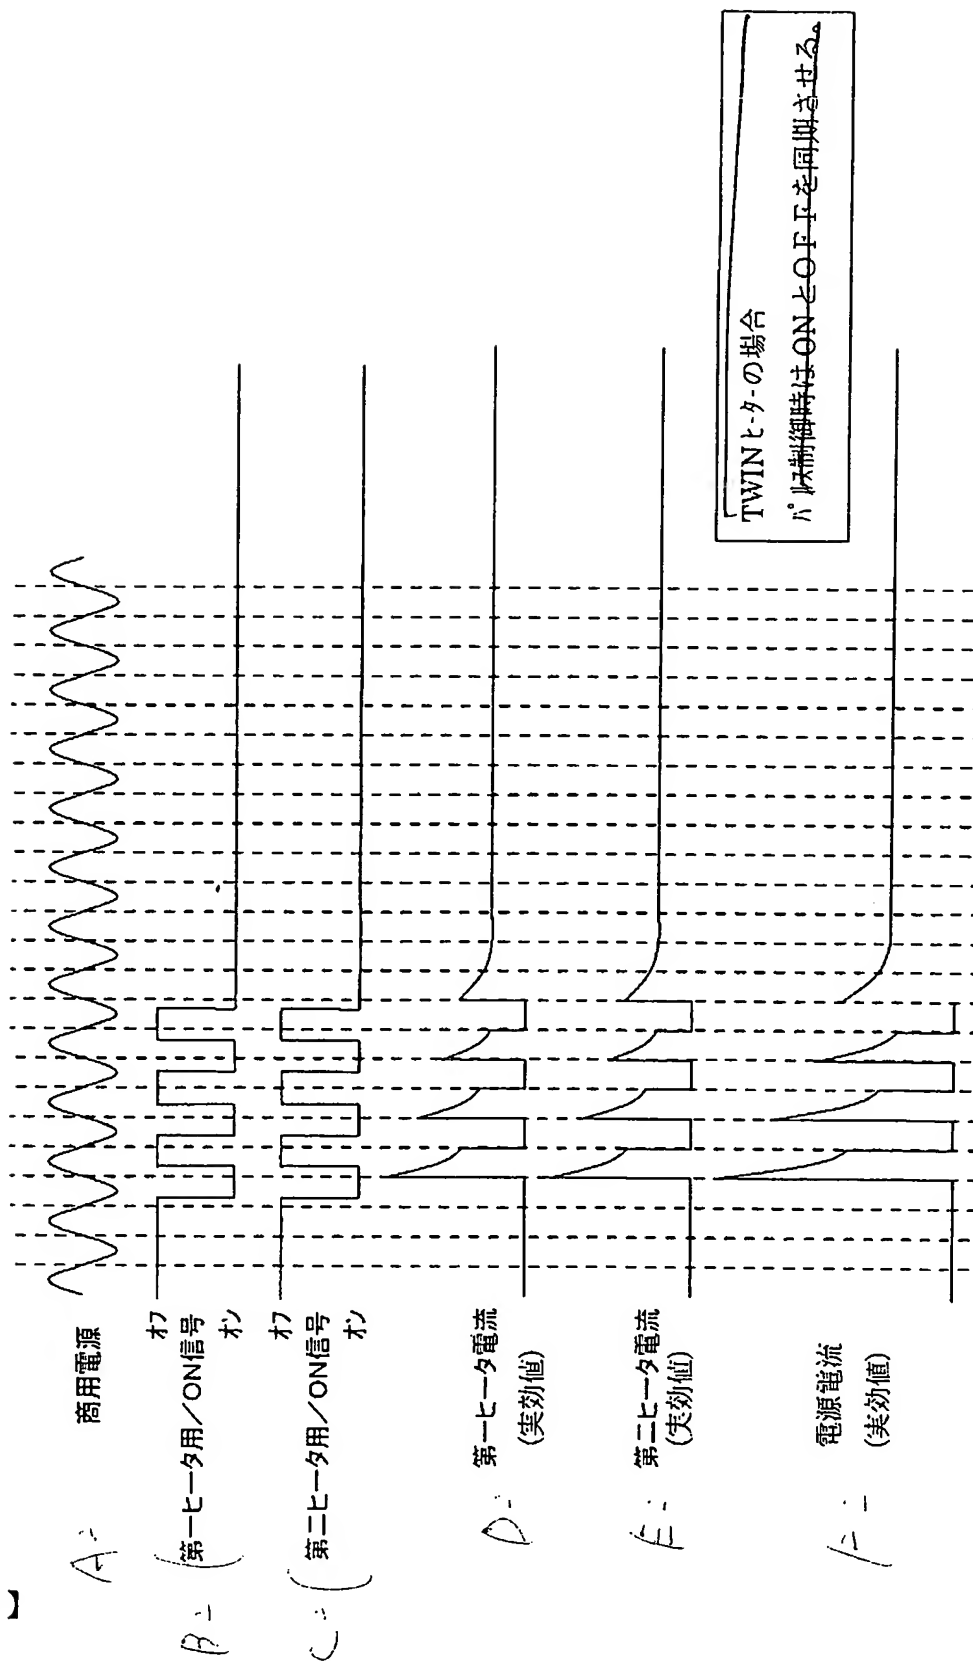 】
A:-
商用電源
B:-
オフ
第一ヒータ用/ON信号
オン
C:-
オフ
第二ヒータ用/ON信号
オン
D:-
第一ヒータ電流
(実効値)
E:-
第二ヒータ電流
(実効値)
F:-
電源電流
(実効値)
TWINヒーターの場合
パルス制御時はONとOFFを同期させる。